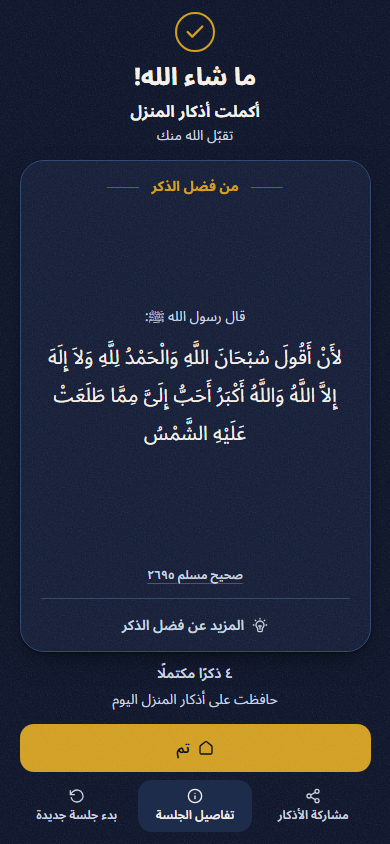 ما شاء الله!
أكملت أذكار المنزل
تقبّل الله منك
من فضل الذكر
قال رسول الله ﷺ:
لأَنْ أَقُولَ سُبْحَانَ اللَّهِ وَالْحَمْدُ لِلَّهِ وَلاَ إِلَهَ
إِلاَّ اللَّهُ وَاللَّهُ أَكْبَرُ أَحَبُّ إِلَىَّ مِمَّا طَلَعَتْ
عَلَيْهِ الشَّمْسُ
صحيح مسلم ٢٦٩٥
المزيد عن فضل الذكر
٤ ذكرًا مكتملًا
حافظت على أذكار المنزل اليوم
تم
مشاركة الأذكار
تفاصيل الجلسة
بدء جلسة جديدة